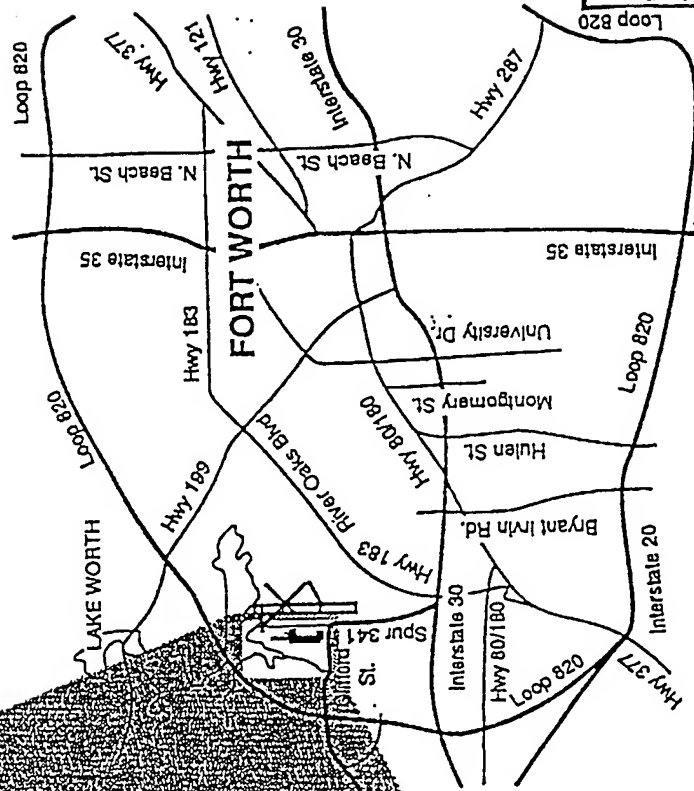 Loop 820
Loop 820
Hwy 377
Hwy 121
Interstate 30
N. Beach St.
N. Beach St.
Hwy 287
Interstate 35
Interstate 35
FORT WORTH
Hwy 183
Loop 820
University Dr.
Hwy 199
Montgomery St.
Hulen St.
Loop 820
Hwy 80/180
River Oaks Blvd
Bryant Irvin Rd.
LAKE WORTH
Hwy 183
Spur 341
St.
Interstate 30
Hwy 80/180
Interstate 20
Loop 820
Hwy 377